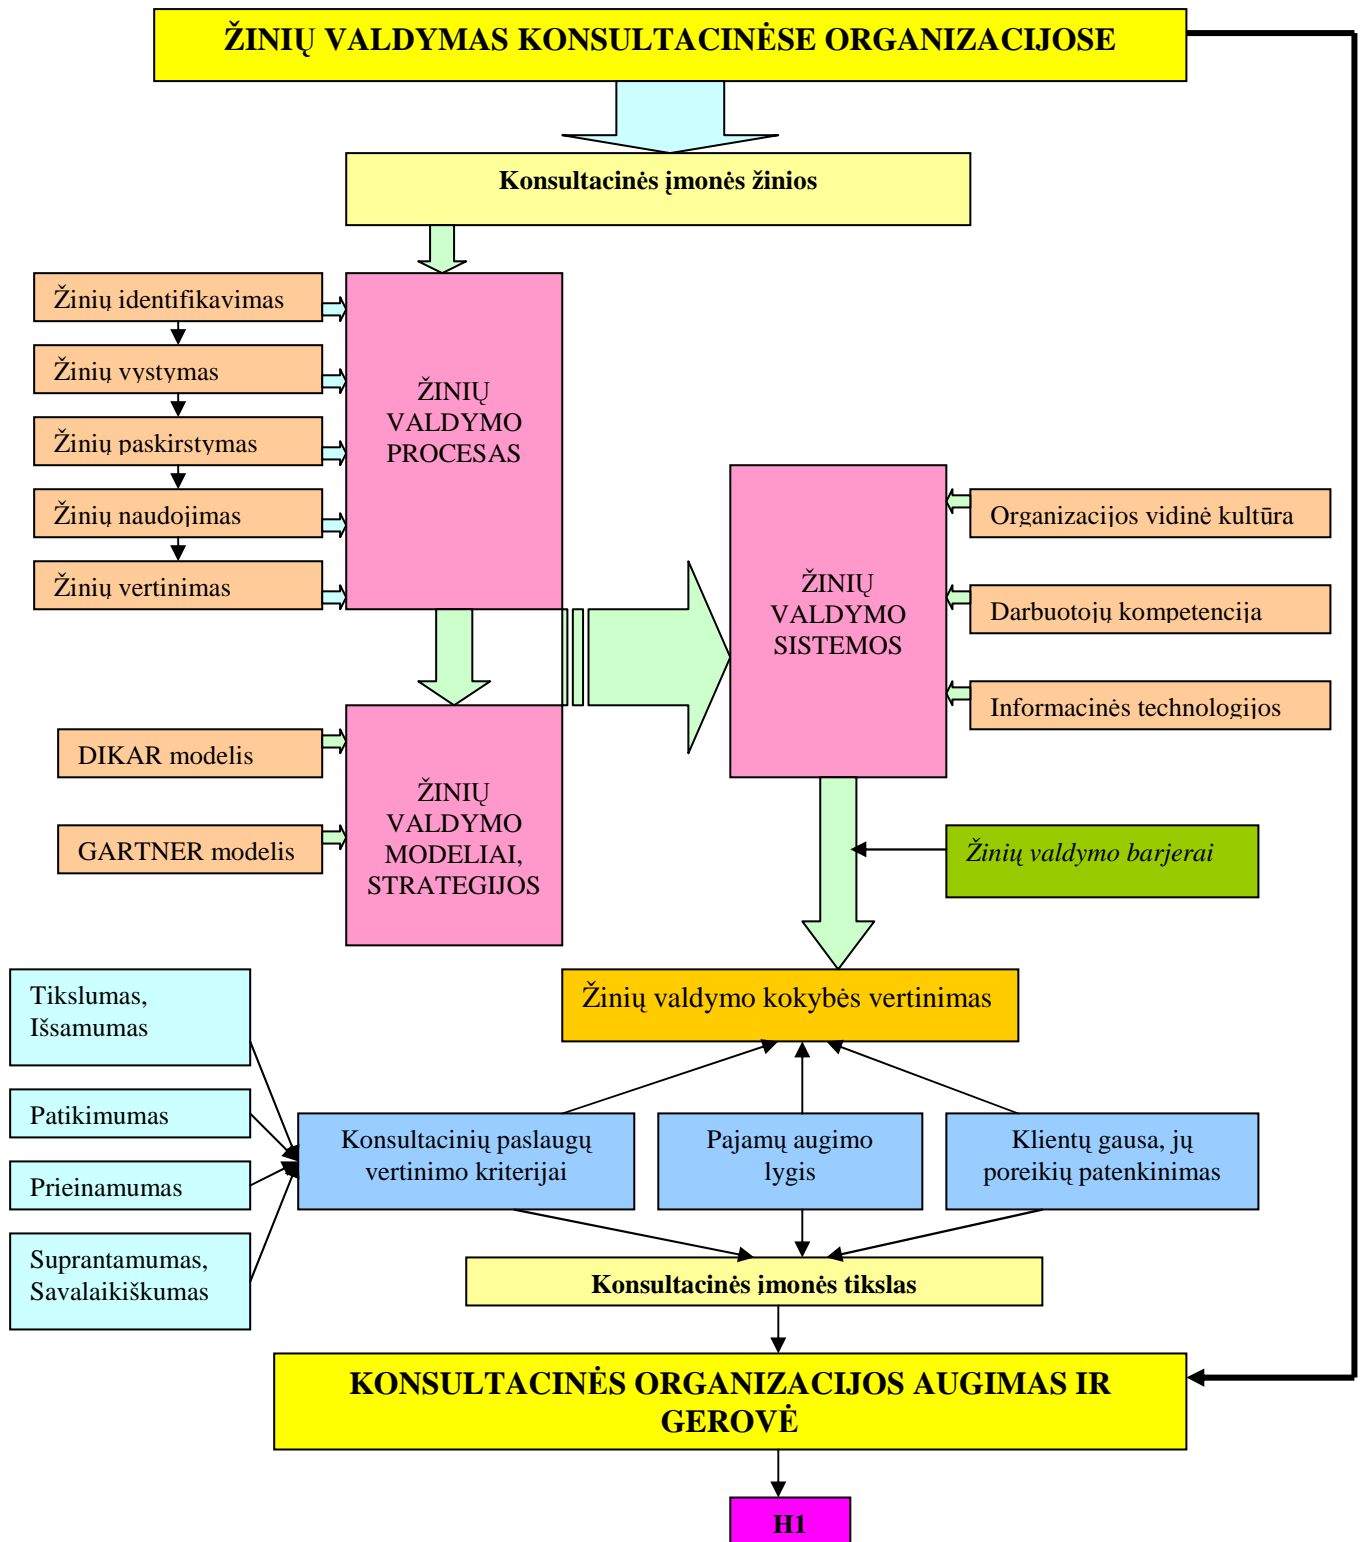 ŽINIŲ VALDYMAS KONSULTACINĖSE ORGANIZACIJOSE
Konsultacinės įmonės žinios
Žinių identifikavimas
Žinių vystymas
Žinių paskirstymas
Žinių naudojimas
Žinių vertinimas
ŽINIŲ
VALDYMO
PROCESAS
ŽINIŲ
VALDYMO
SISTEMOS
Organizacijos vidinė kultūra
Darbuotojų kompetencija
Informacinės technologijos
DIKAR modelis
GARTNER modelis
ŽINIŲ
VALDYMO
MODELIAI,
STRATEGIJOS
Žinių valdymo barjerai
Žinių valdymo kokybės vertinimas
Tikslumas,
Išsamumas
Patikimumas
Prieinamumas
Suprantamumas,
Savalaikiškumas
Konsultacinių paslaugų
vertinimo kriterijai
Pajamų augimo
lygis
Klientų gausa, jų
poreikių patenkinimas
Konsultacinės įmonės tikslas
KONSULTACINĖS ORGANIZACIJOS AUGIMAS IR
GEROVĖ
H1